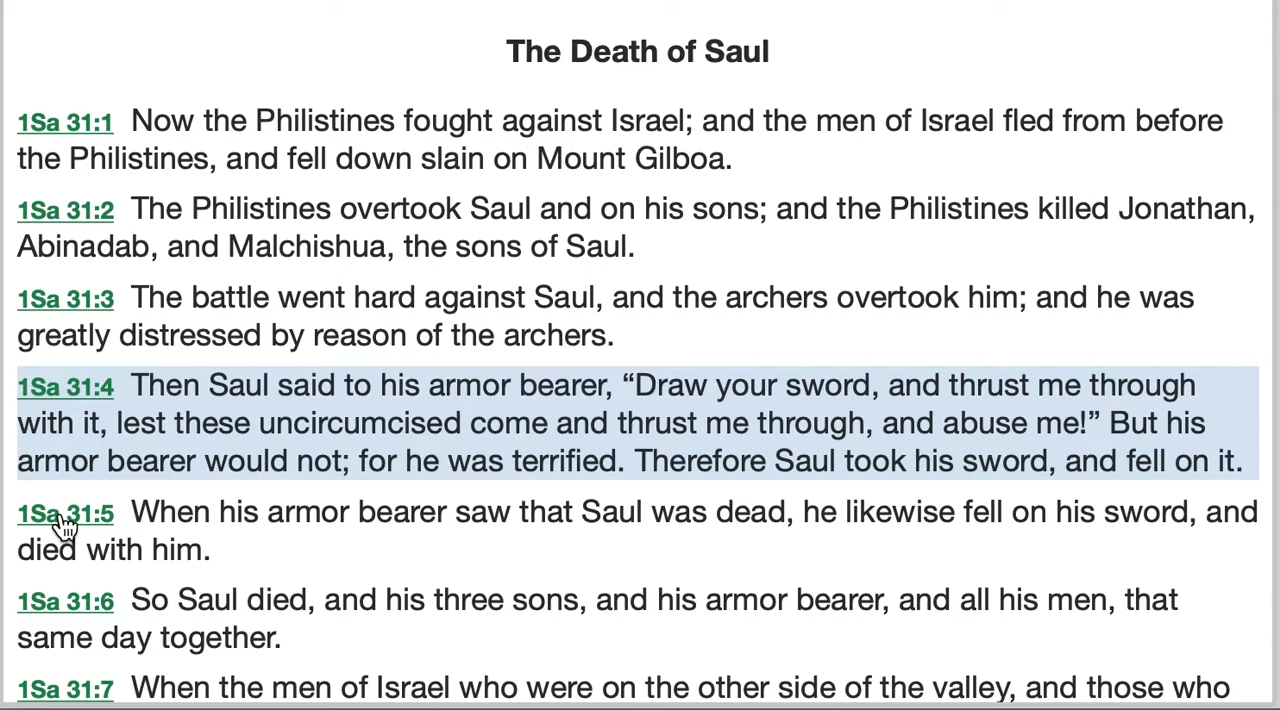 The Death of Saul
1Sa 31:1 Now the Philistines fought against Israel; and the men of Israel fled from before
the Philistines, and fell down slain on Mount Gilboa.
1Sa 31:2 The Philistines overtook Saul and on his sons; and the Philistines killed Jonathan,
Abinadab, and Malchishua, the sons of Saul.
1Sa 31:3 The battle went hard against Saul, and the archers overtook him; and he was
greatly distressed by reason of the archers.
1Sa 31:4 Then Saul said to his armor bearer, “Draw your sword, and thrust me through
with it, lest these uncircumcised come and thrust me through, and abuse me!” But his
armor bearer would not; for he was terrified. Therefore Saul took his sword, and fell on it.
1Sa 31:5 When his armor bearer saw that Saul was dead, he likewise fell on his sword, and
died with him.
1Sa 31:6 So Saul died, and his three sons, and his armor bearer, and all his men, that
same day together.
1Sa 31:7 When the men of Israel who were on the other side of the valley, and those who